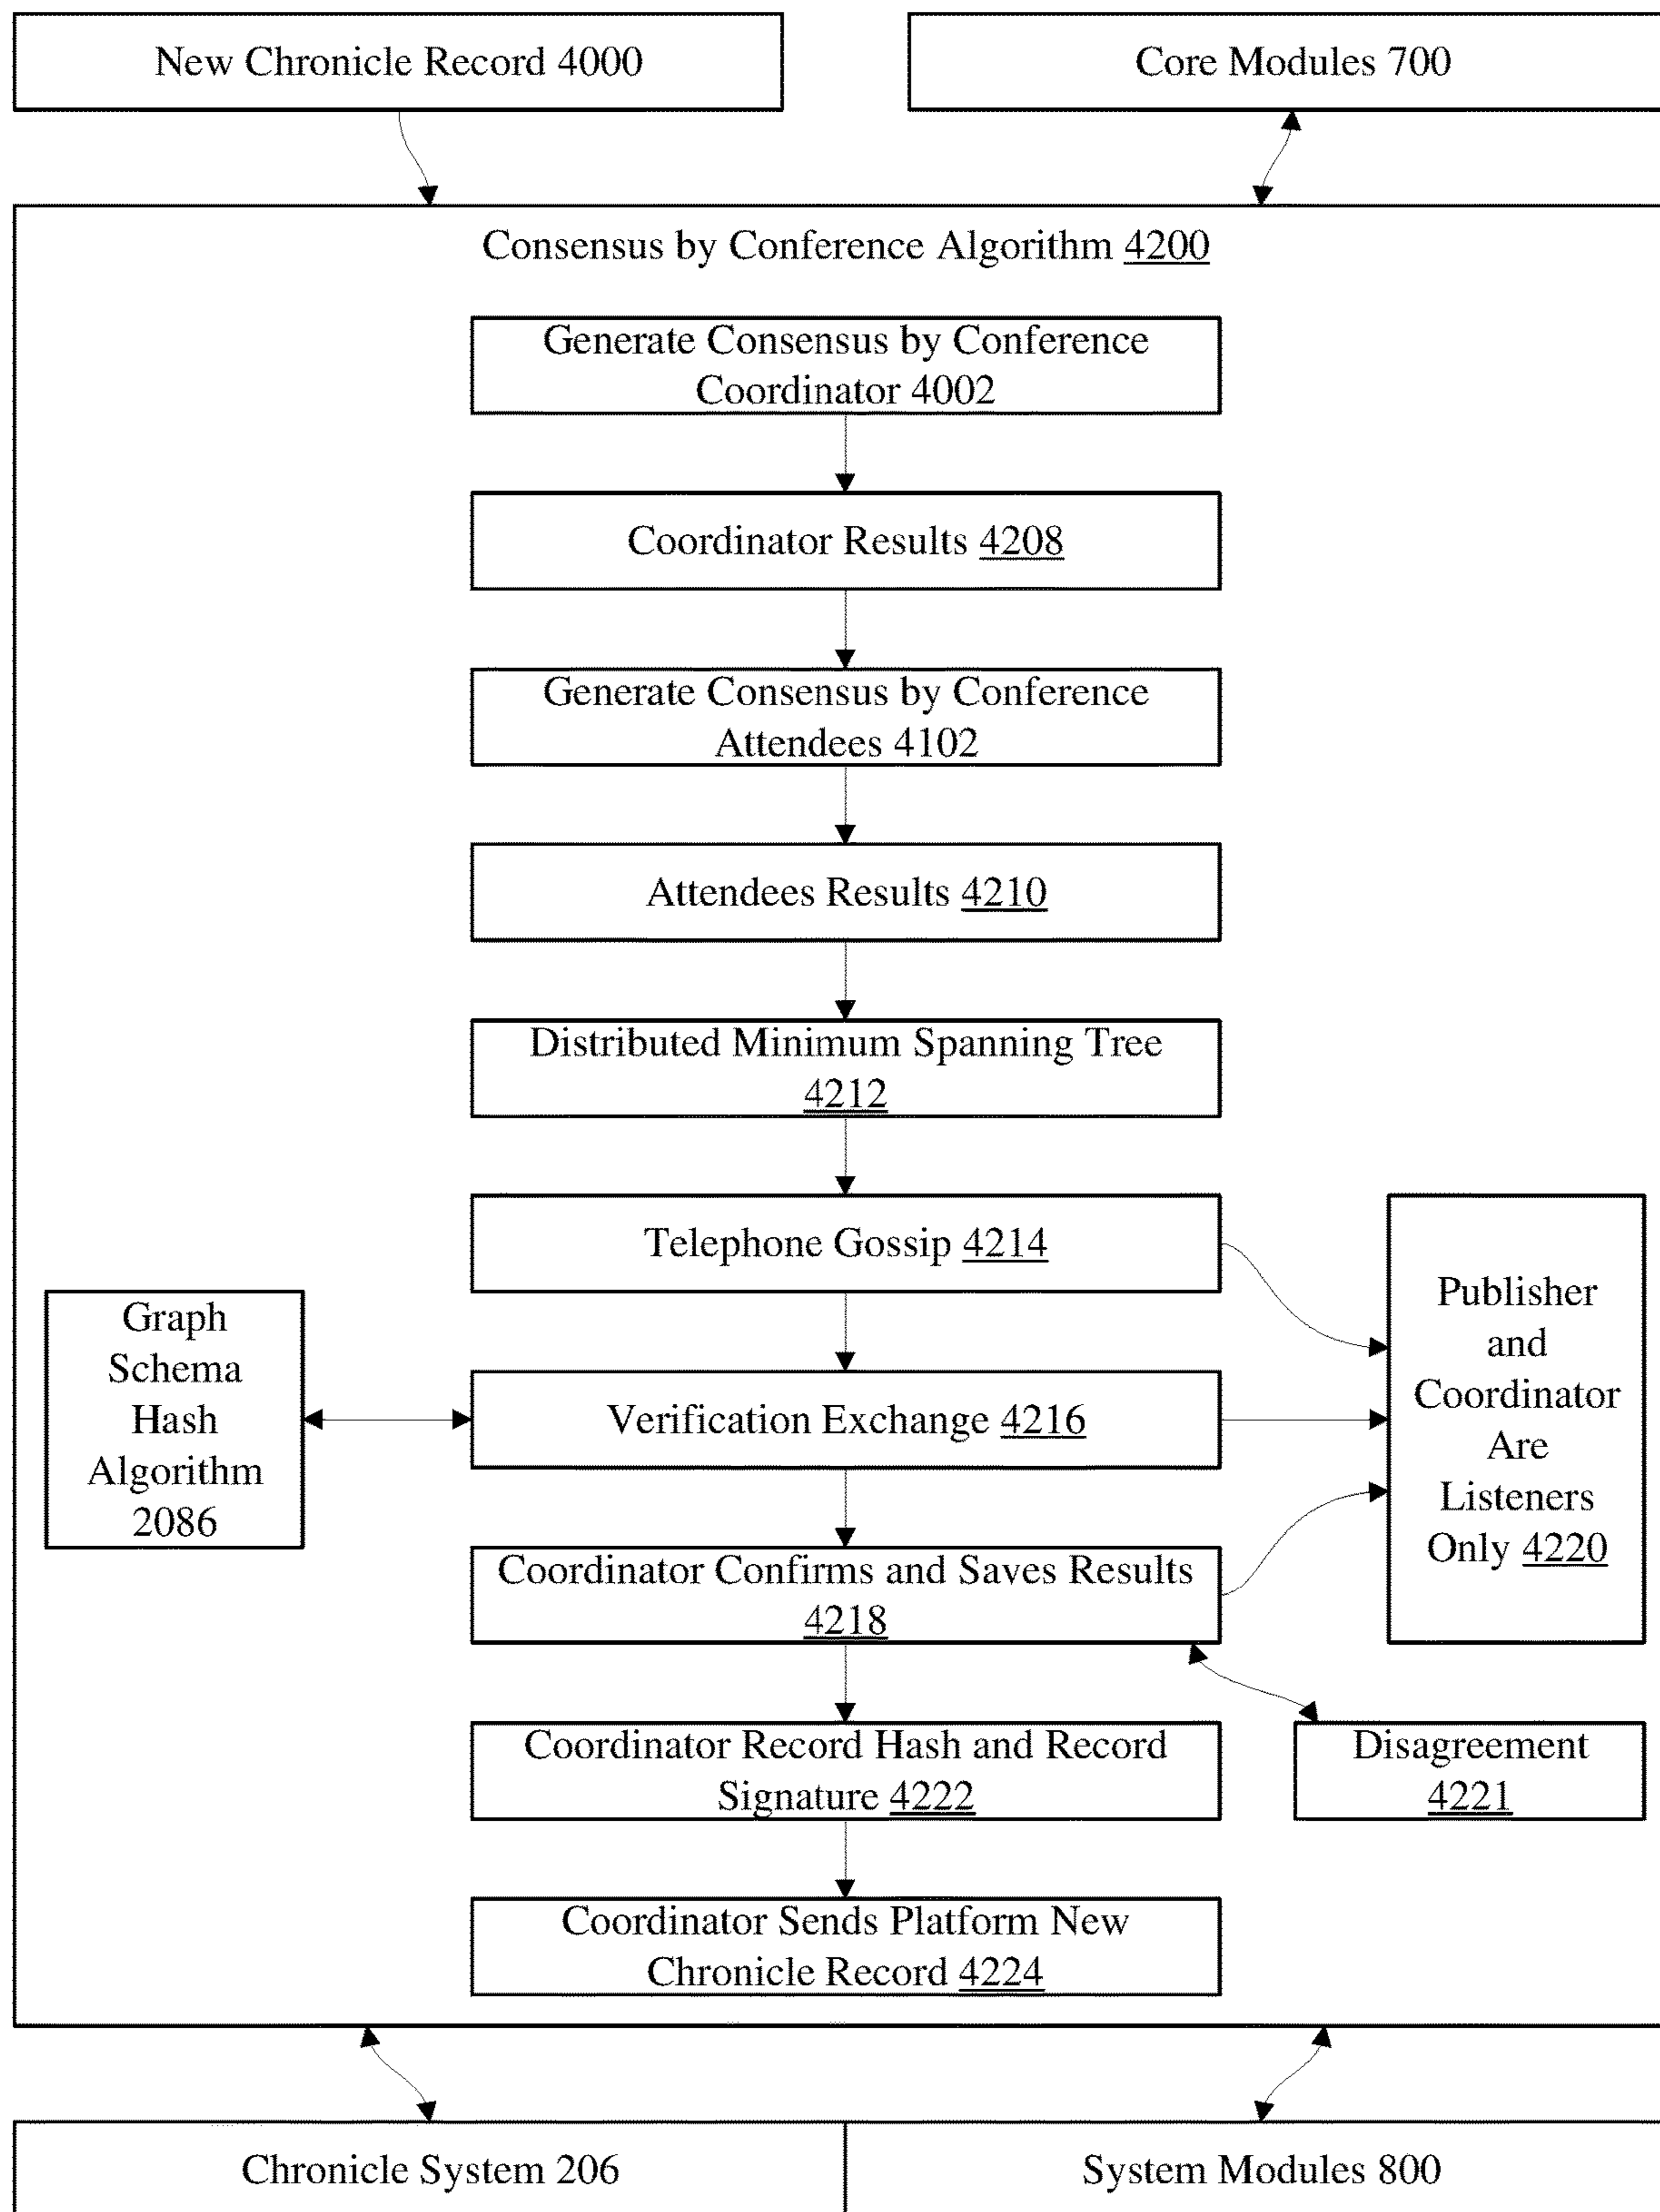 New Chronicle Record 4000
Core Modules 700
Consensus by Conference Algorithm 4200
Generate Consensus by Conference
Coordinator 4002
Coordinator Results 4208
Generate Consensus by Conference
Attendees 4102
Attendees Results 4210
Distributed Minimum Spanning Tree
4212
Telephone Gossip 4214
Publisher
and
Coordinator
Are
Listeners
Only 4220
Graph
Schema
Hash
Algorithm
2086
Verification Exchange 4216
Coordinator Confirms and Saves Results
4218
Coordinator Record Hash and Record
Signature 4222
Disagreement
4221
Coordinator Sends Platform New
Chronicle Record 4224
Chronicle System 206
System Modules 800